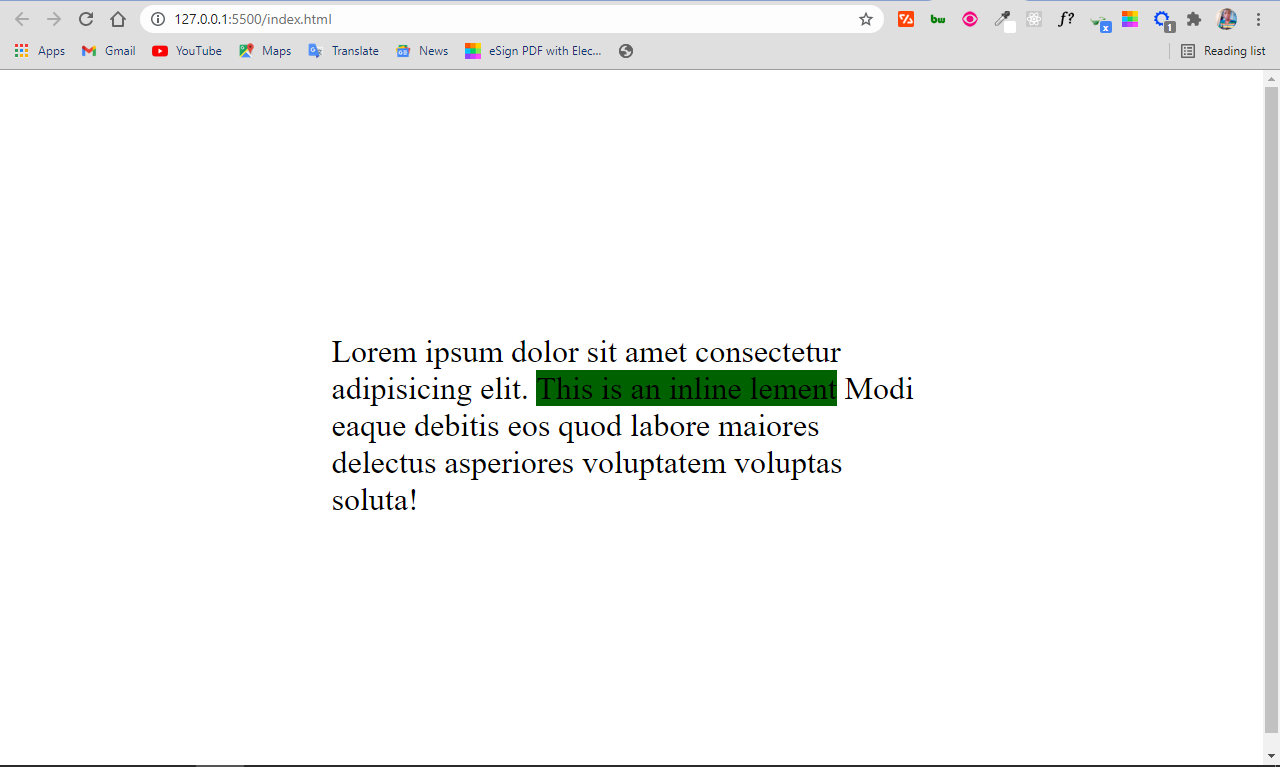 127.0.0.1:5500/index.html
bw
f?
x
1
Apps
Gmail
YouTube
Maps
Translate
News
eSign PDF with Elec...
Reading list
Lorem ipsum dolor sit amet consectetur
adipisicing elit. This is an inline lement Modi
eaque debitis eos quod labore maiores
delectus asperiores voluptatem voluptas
soluta!